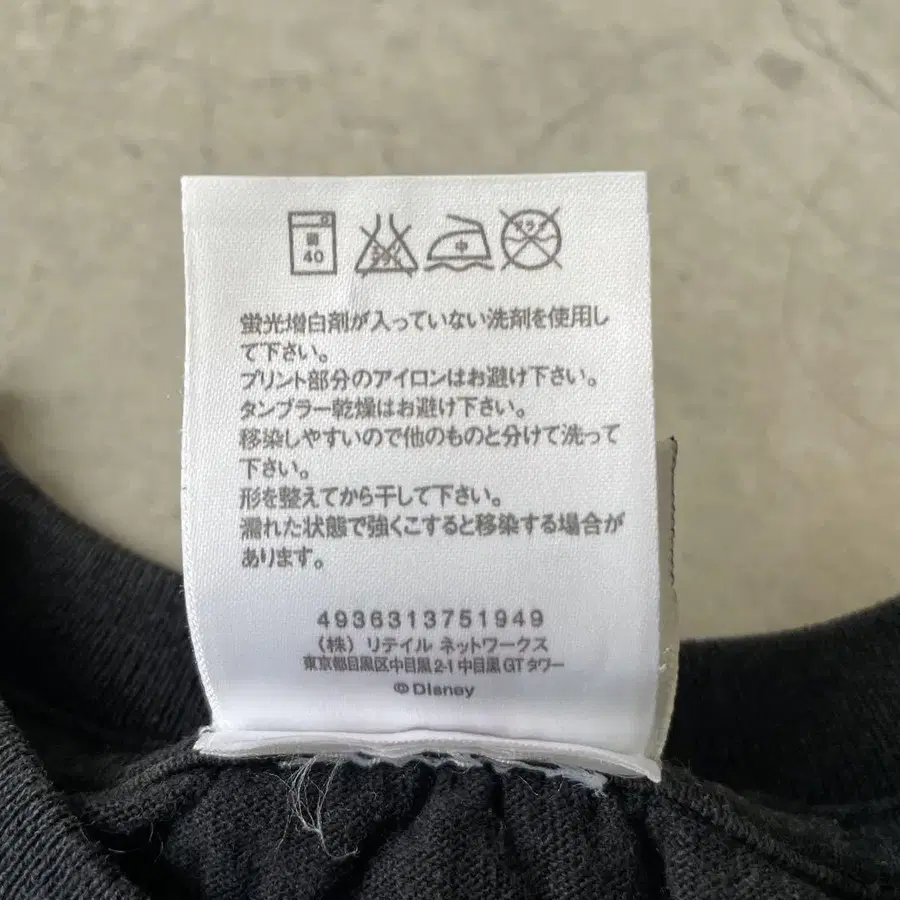 40
中
蛍光増白剤が入っていない洗剤を使用し
て下さい。
プリント部分のアイロンはお避け下さい。
タンブラー乾燥はお避け下さい。
移染しやすいので他のものと分けて洗って
下さい。
形を整えてから干して下さい。
濡れた状態で強くこすると移染する場合が
あります。
4936313751949
(株) リテイル ネットワークス
東京都目黒区中目黒2-1 中目黒GT タワー
©Disney